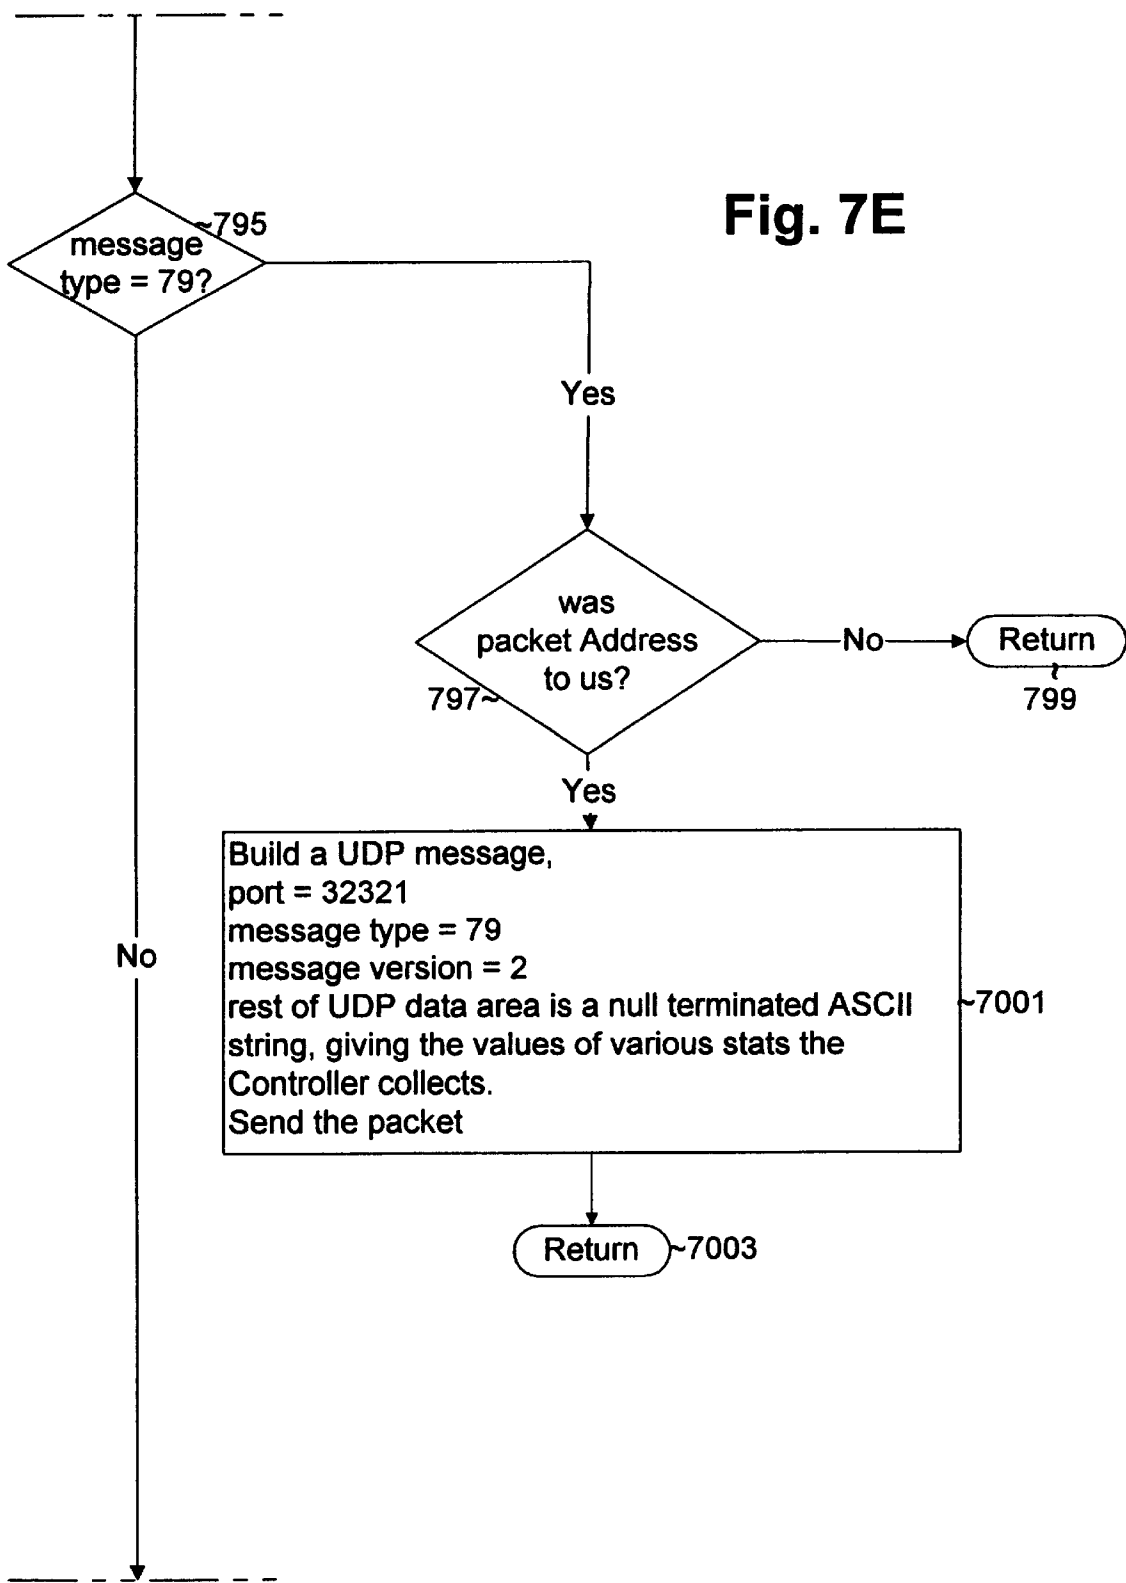 Fig. 7E
~795
message
type = 79?
Yes
was
packet Address
to us?
797~
No
Return
799
Yes
Build a UDP message,
port = 32321
message type = 79
message version = 2
rest of UDP data area is a null terminated ASCII
string, giving the values of various stats the
Controller collects.
Send the packet
~7001
No
Return
~7003